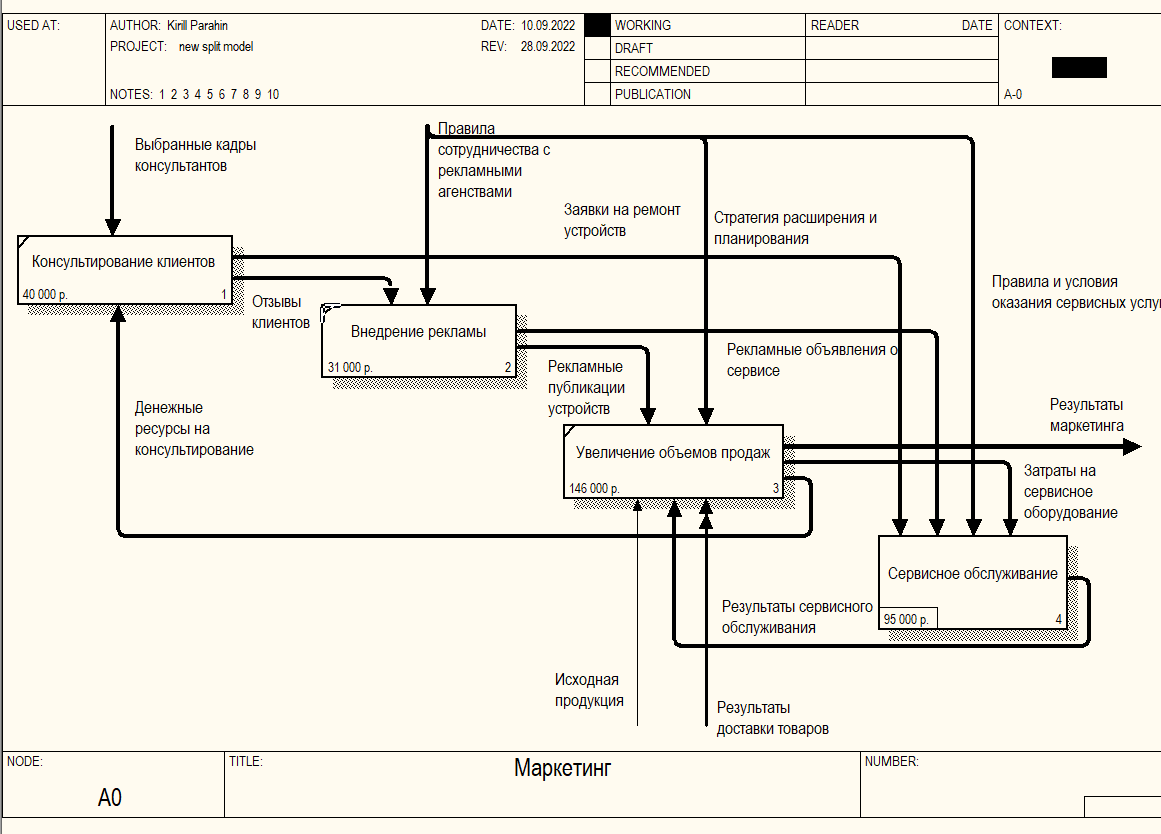 USED AT:
AUTHOR: Kirill Parahin
DATE: 10.09.2022
PROJECT: new split model
REV: 28.09.2022
NOTES: 1 2 3 4 5 6 7 8 9 10
WORKING
DRAFT
RECOMMENDED
PUBLICATION
READER DATE
CONTEXT:
A-0
Выбранные кадры
консультантов
Правила
сотрудничества с
рекламными
агенствами
Заявки на ремонт
устройств
Стратегия расширения и
планирования
Правила и условия
оказания сервисных услу
Консультирование клиентов
40 000 р. 1
Отзывы
клиентов
Внедрение рекламы
31 000 р. 2
Рекламные
публикации
устройств
Рекламные объявления о
сервисе
Денежные
ресурсы на
консультирование
Результаты
маркетинга
Увеличение объемов продаж
146 000 р. 3
Затраты на
сервисное
оборудование
Сервисное обслуживание
95 000 р. 4
Результаты сервисного
обслуживания
Исходная
продукция
Результаты
доставки товаров
NODE:
A0
TITLE:
Маркетинг
NUMBER: